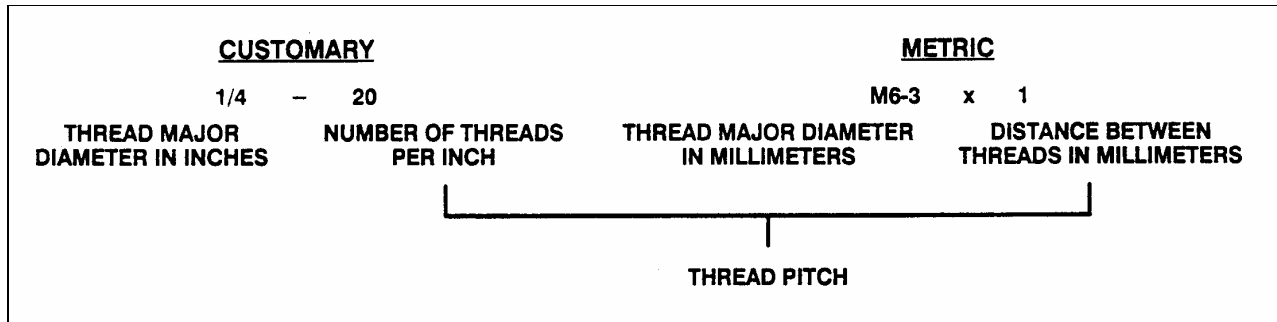 CUSTOMARY
1/4 – 20
THREAD MAJOR
DIAMETER IN INCHES
NUMBER OF THREADS
PER INCH
METRIC
M6-3 x 1
THREAD MAJOR DIAMETER
IN MILLIMETERS
DISTANCE BETWEEN
THREADS IN MILLIMETERS
THREAD PITCH